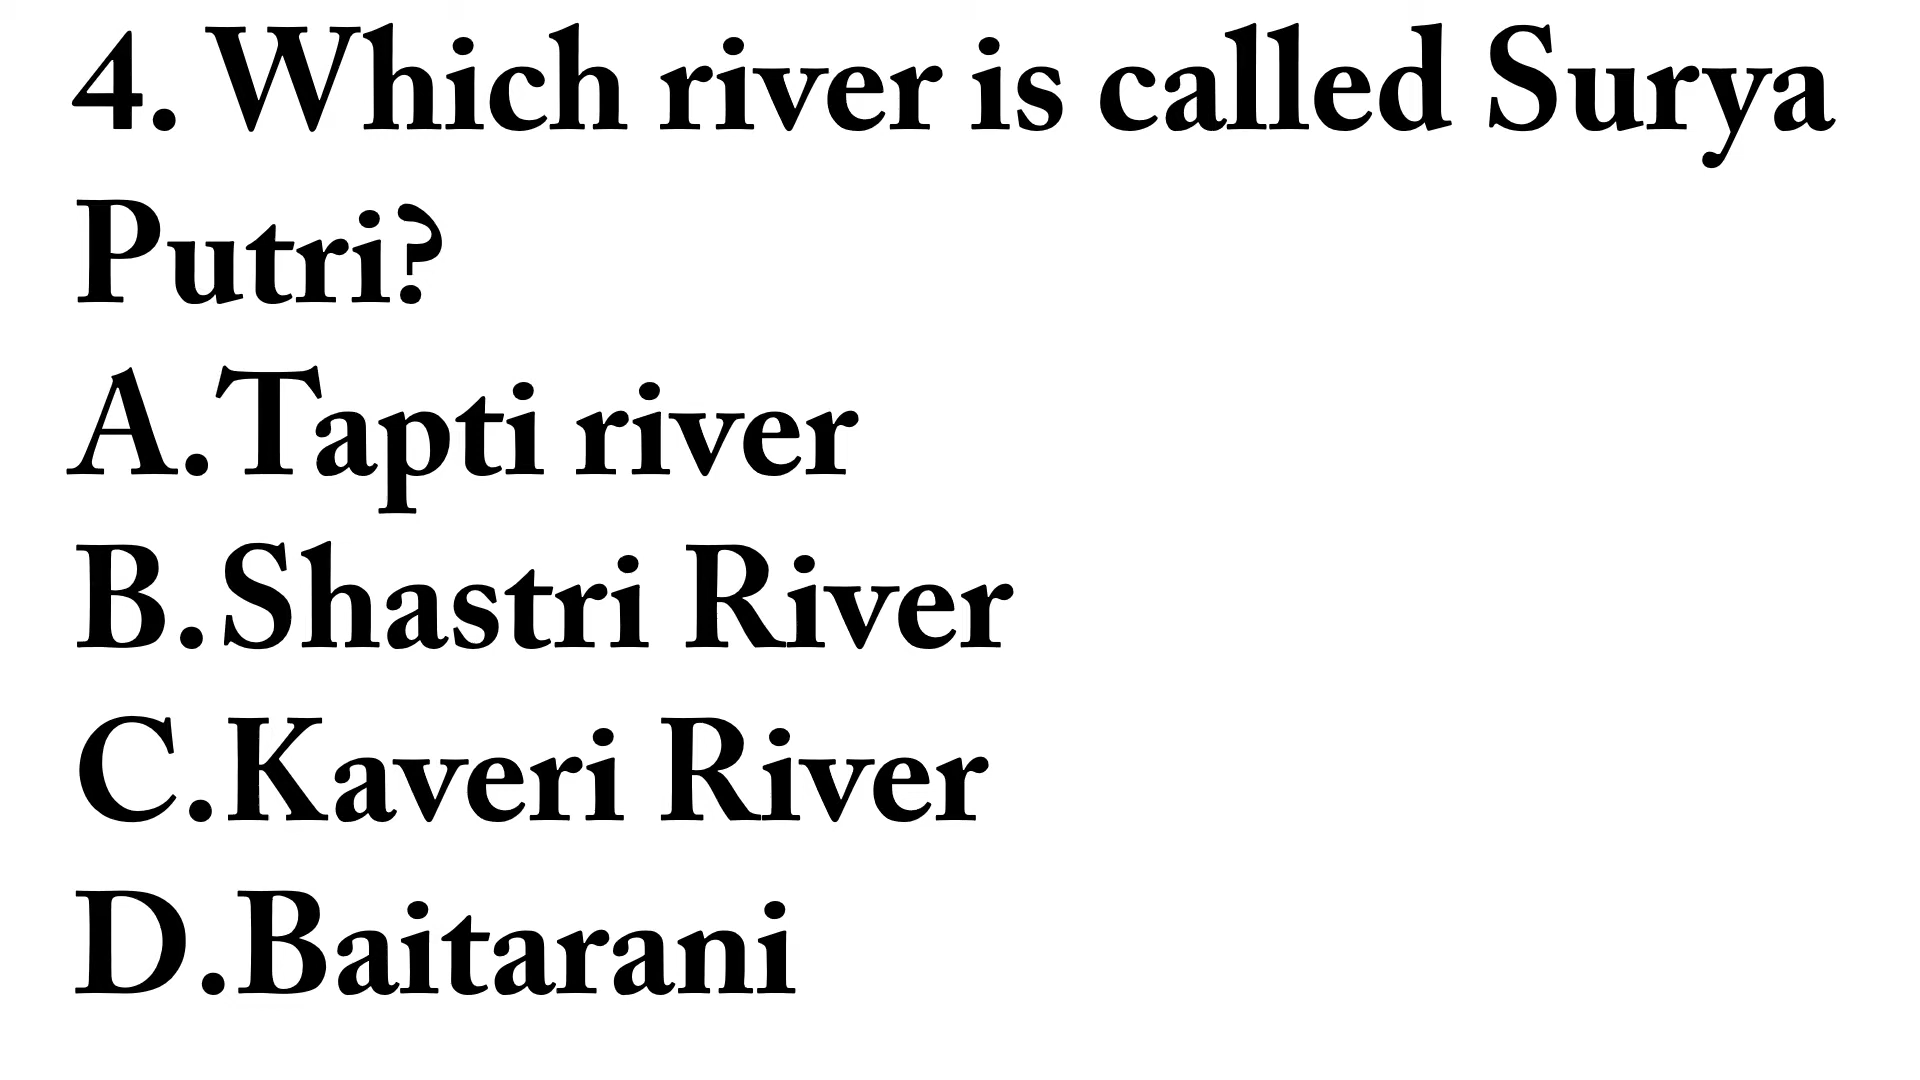 4. Which river is called Surya
Putri?
A.Tapti river
B.Shastri River
C.Kaveri River
D.Baitarani